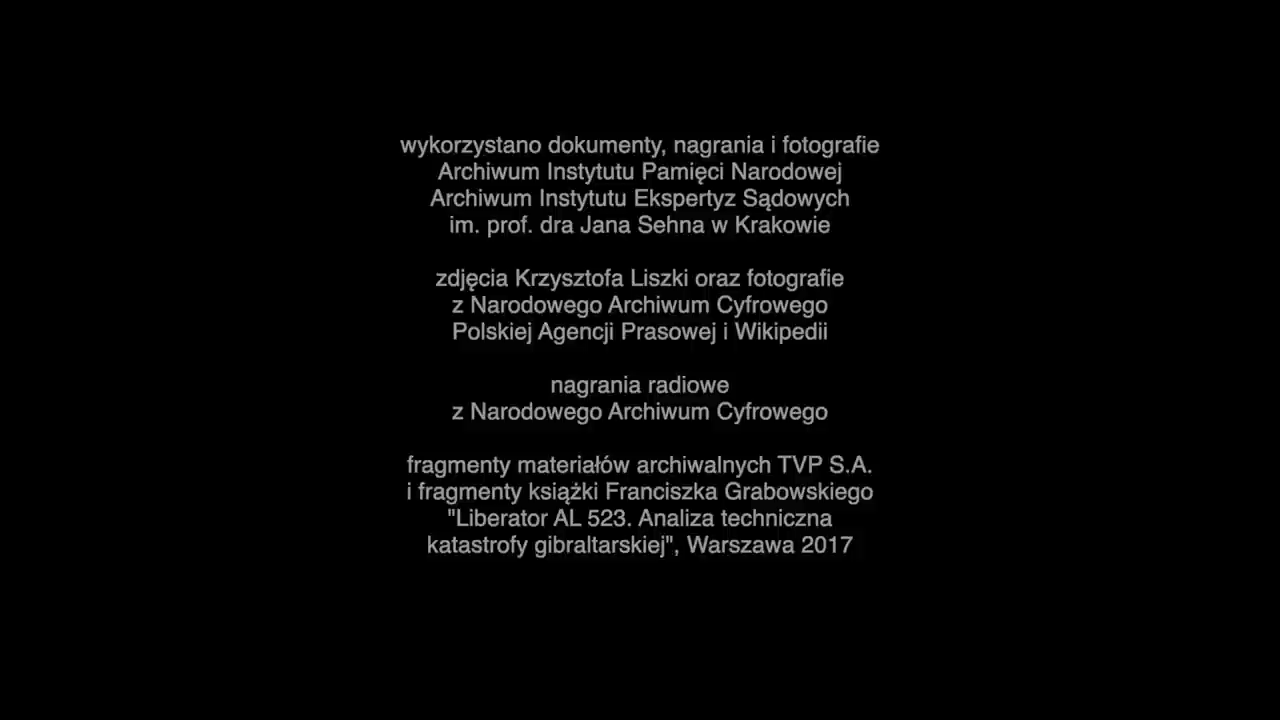 wykorzystano dokumenty, nagrania i fotografie
Archiwum Instytutu Pamięci Narodowej
Archiwum Instytutu Ekspertyz Sądowych
im. prof. dra Jana Sehna w Krakowie
zdjęcia Krzysztofa Liszki oraz fotografie
z Narodowego Archiwum Cyfrowego
Polskiej Agencji Prasowej i Wikipedii
nagrania radiowe
z Narodowego Archiwum Cyfrowego
fragmenty materiałów archiwalnych TVP S.A.
i fragmenty książki Franciszka Grabowskiego
"Liberator AL 523. Analiza techniczna
katastrofy gibraltarskiej", Warszawa 2017